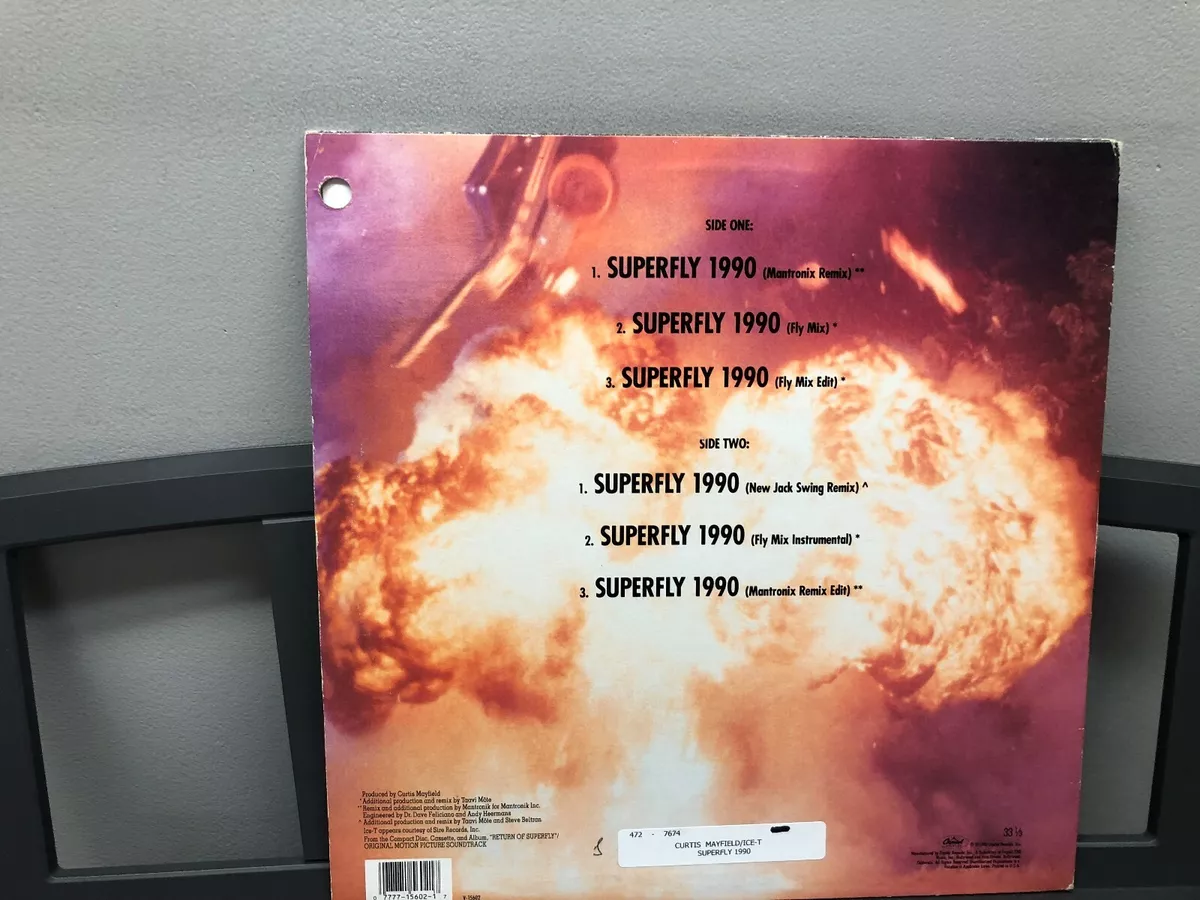 SIDE ONE:
1. SUPERFLY 1990 (Mantronix Remix) **
2. SUPERFLY 1990 (Fly Mix) *
3. SUPERFLY 1990 (Fly Mix Edit) *
SIDE TWO:
1. SUPERFLY 1990 (New Jack Swing Remix) ^
2. SUPERFLY 1990 (Fly Mix Instrumental) *
3. SUPERFLY 1990 (Mantronix Remix Edit) **
Produced by Curtis Mayfield
* Additional production and remix by Taavi Môte
** Remix and additional production by Mantronik for Mantronik Inc.
Engineered by Dr. Dave Feliciano and Andy Heermans
^ Additional production and remix by Taavi Môte and Steve Beltran
Ice-T appears courtesy of Sire Records, Inc.
From the Compact Disc, Cassette, and Album, "RETURN OF SUPERFLY"/
ORIGINAL MOTION PICTURE SOUNDTRACK
472 - 7674
CURTIS MAYFIELD/ICE-T
SUPERFLY 1990
33 ⅓
Capitol
0 7777-15602-1 7
V-15602